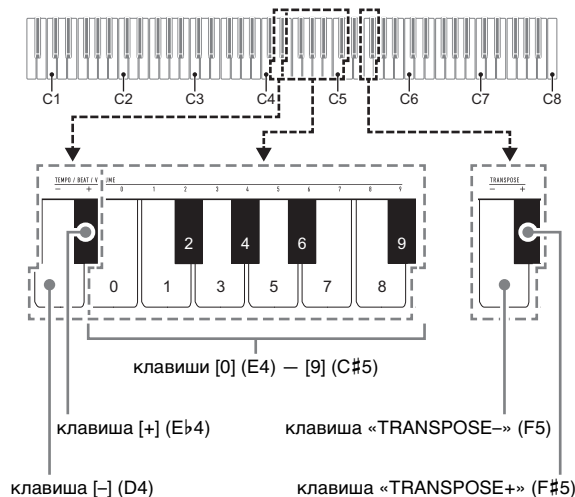 C1 C2 C3 C4 C5 C6 C7 C8
TEMPO / BEAT / V UME
TRANSPOSE
− + 0 1 2 3 4 5 6 7 8 9 − +
2 4 6 9
0 1 3 5 7 8
клавиши [0] (E4) — [9] (C♯5)
клавиша [+] (E♭4) клавиша «TRANSPOSE–» (F5)
клавиша [–] (D4) клавиша «TRANSPOSE+» (F♯5)